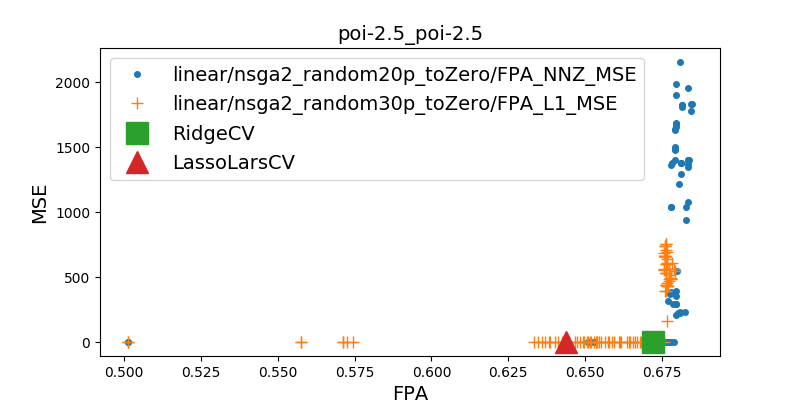 poi-2.5_poi-2.5
linear/nsga2_random20p_toZero/FPA_NNZ_MSE
linear/nsga2_random30p_toZero/FPA_L1_MSE
RidgeCV
LassoLarsCV
MSE
2000
1500
1000
500
0
0.500 0.525 0.550 0.575 0.600 0.625 0.650 0.675
FPA